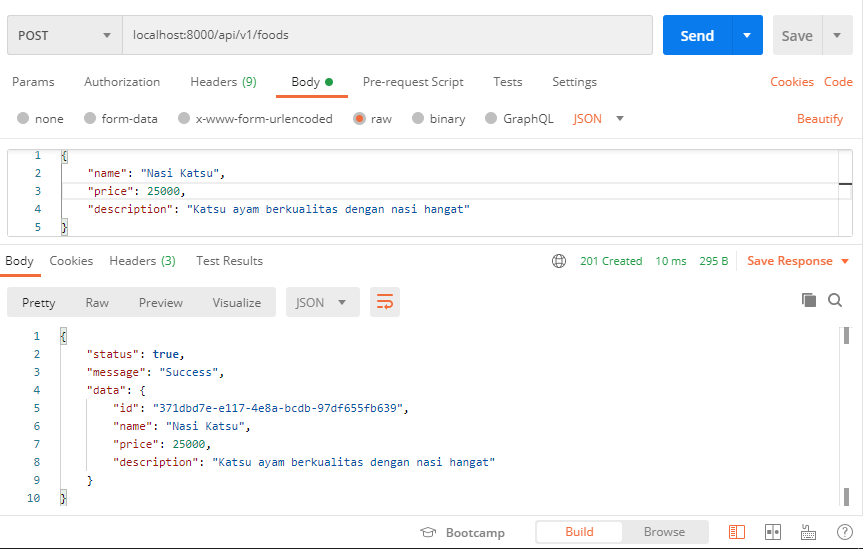 POST localhost:8000/api/v1/foods Send Save
Params Authorization Headers (9) Body Pre-request Script Tests Settings Cookies Code
none form-data x-www-form-urlencoded raw binary GraphQL JSON Beautify
1 {
2 "name": "Nasi Katsu",
3 "price": 25000,
4 "description": "Katsu ayam berkualitas dengan nasi hangat"
5 }
Body Cookies Headers (3) Test Results 201 Created 10 ms 295 B Save Response
Pretty Raw Preview Visualize JSON
1 {
2 "status": true,
3 "message": "Success",
4 "data": {
5 "id": "371dbd7e-e117-4e8a-bcdb-97df655fb639",
6 "name": "Nasi Katsu",
7 "price": 25000,
8 "description": "Katsu ayam berkualitas dengan nasi hangat"
9 }
10 }
Bootcamp Build Browse ?